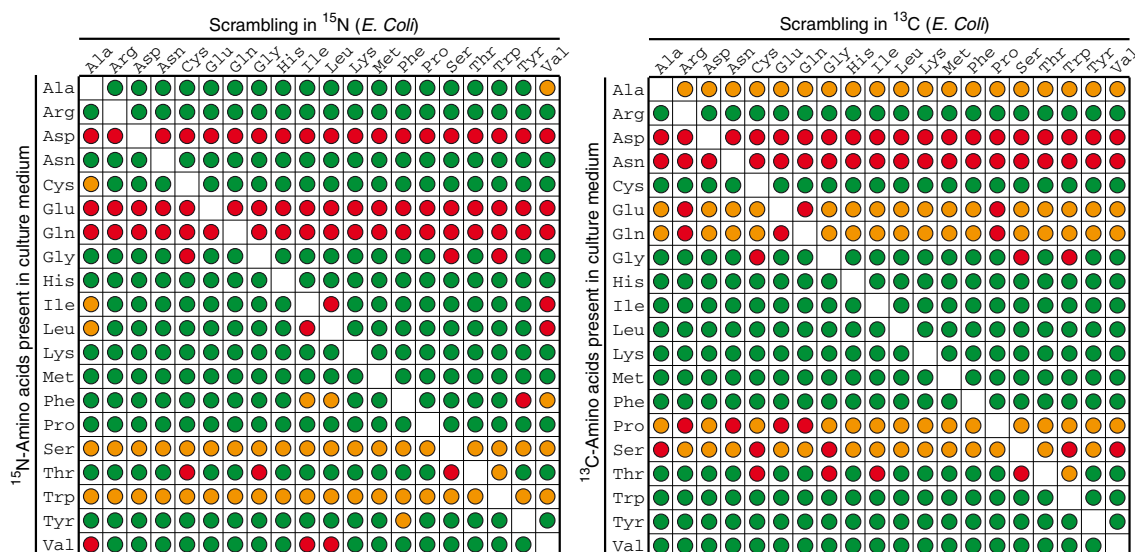 Scrambling in ¹⁵N (E. Coli)
Ala Arg Asp Asn Cys Glu Gln Gly His Ile Leu Lys Met Phe Pro Ser Thr Trp Tyr Val
¹⁵N-Amino acids present in culture medium
Ala
Arg
Asp
Asn
Cys
Glu
Gln
Gly
His
Ile
Leu
Lys
Met
Phe
Pro
Ser
Thr
Trp
Tyr
Val
Scrambling in ¹³C (E. Coli)
Ala Arg Asp Asn Cys Glu Gln Gly His Ile Leu Lys Met Phe Pro Ser Thr Trp Tyr Val
¹³C-Amino acids present in culture medium
Ala
Arg
Asp
Asn
Cys
Glu
Gln
Gly
His
Ile
Leu
Lys
Met
Phe
Pro
Ser
Thr
Trp
Tyr
Val